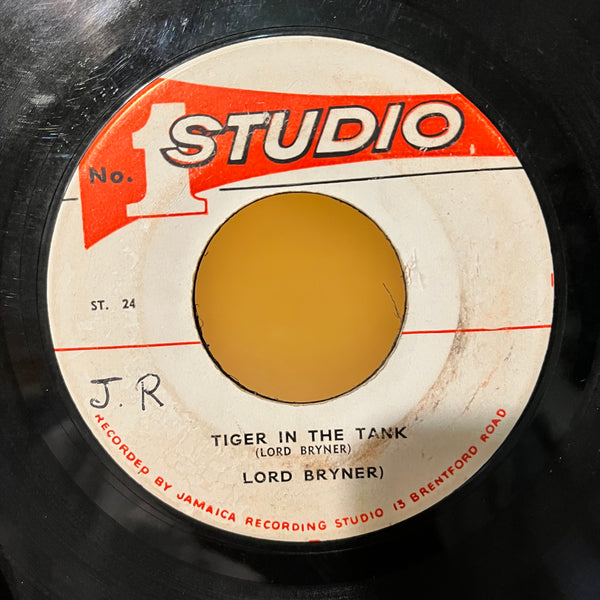 STUDIO
No. 1
ST. 24
J.R
TIGER IN THE TANK
(LORD BRYNER)
LORD BRYNER)
RECORDED BY JAMAICA RECORDING STUDIO 13 BRENTFORD ROAD